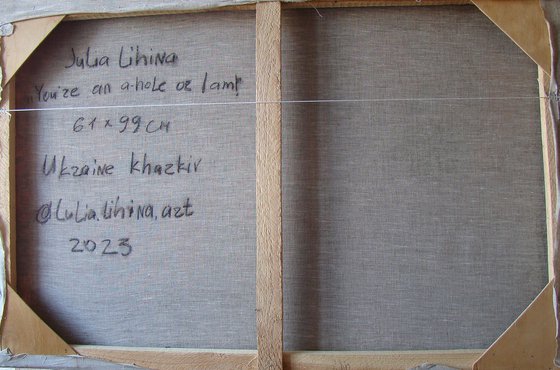 Julia Lihina
"You're an a-hole or lamp
61 x 99 CM
Ukraine Kharkiv
@lulia.lihina.art
2023